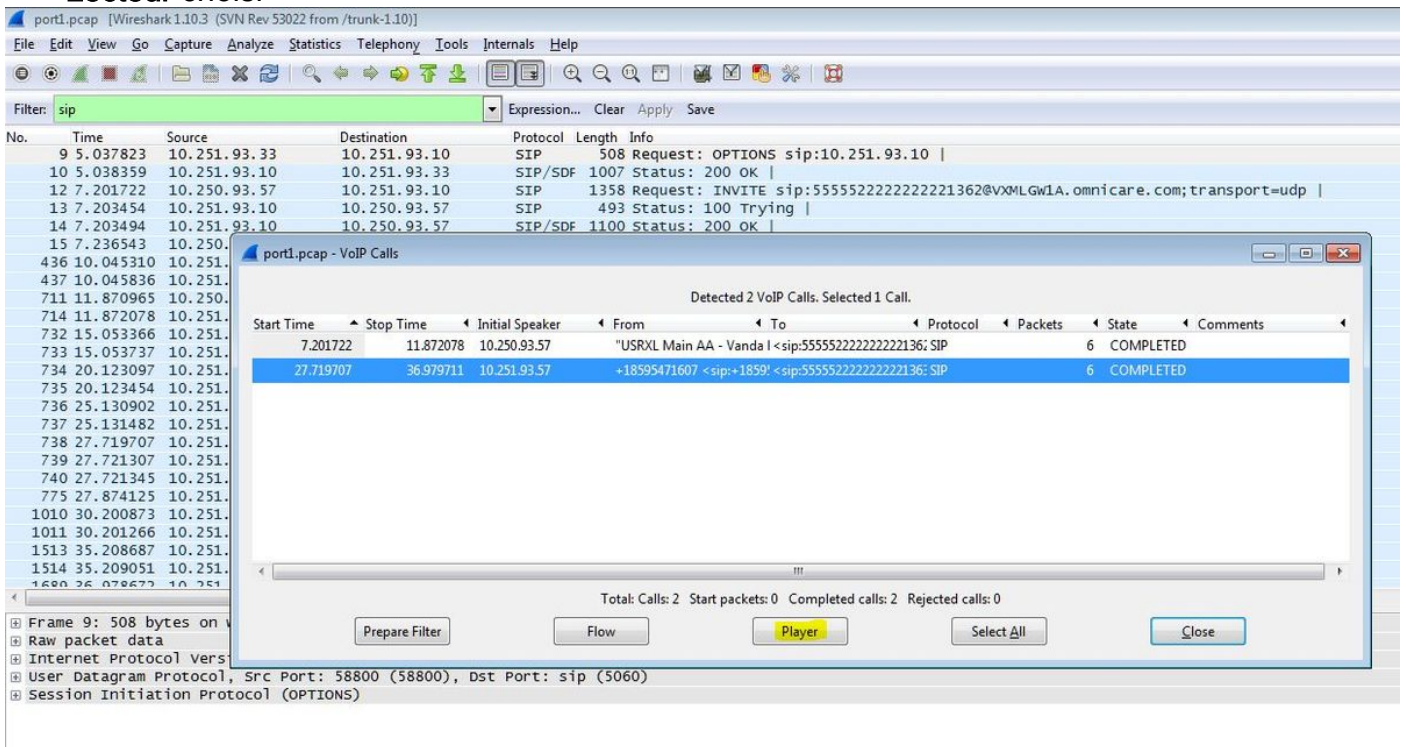 port1.pcap [Wireshark 1.10.3 (SVN Rev 53022 from /trunk-1.10)]
File Edit View Go Capture Analyze Statistics Telephony Tools Internals Help
Filter: sip Expression... Clear Apply Save
No. Time Source Destination Protocol Length Info
9 5.037823 10.251.93.33 10.251.93.10 SIP 508 Request: OPTIONS sip:10.251.93.10 |
10 5.038359 10.251.93.10 10.251.93.33 SIP/SDF 1007 Status: 200 OK |
12 7.201722 10.250.93.57 10.251.93.10 SIP 1358 Request: INVITE sip:5555522222222221362@VXMLGW1A.omnicare.com;transport=udp |
13 7.203454 10.251.93.10 10.250.93.57 SIP 493 Status: 100 Trying |
14 7.203494 10.251.93.10 10.250.93.57 SIP/SDF 1100 Status: 200 OK |
15 7.236543 10.250.
436 10.045310 10.251.
437 10.045836 10.251.
711 11.870965 10.250.
714 11.872078 10.251.
732 15.053366 10.251.
733 15.053737 10.251.
734 20.123097 10.251.
735 20.123454 10.251.
736 25.130902 10.251.
737 25.131482 10.251.
738 27.719707 10.251.
739 27.721307 10.251.
740 27.721345 10.251.
775 27.874125 10.251.
1010 30.200873 10.251.
1011 30.201266 10.251.
1513 35.208687 10.251.
1514 35.209051 10.251.
1689 36.978672 10.251
port1.pcap - VoIP Calls
Detected 2 VoIP Calls. Selected 1 Call.
Start Time Stop Time Initial Speaker From To Protocol Packets State Comments
7.201722 11.872078 10.250.93.57 "USRXL Main AA - Vanda l <sip:5555522222222221362 SIP 6 COMPLETED
27.719707 36.979711 10.251.93.57 +18595471607 <sip:+1859! <sip:555552222222222136 SIP 6 COMPLETED
Total: Calls: 2 Start packets: 0 Completed calls: 2 Rejected calls: 0
Prepare Filter Flow Player Select All Close
Frame 9: 508 bytes on w
Raw packet data
Internet Protocol Vers
User Datagram Protocol, Src Port: 58800 (58800), Dst Port: sip (5060)
Session Initiation Protocol (OPTIONS)